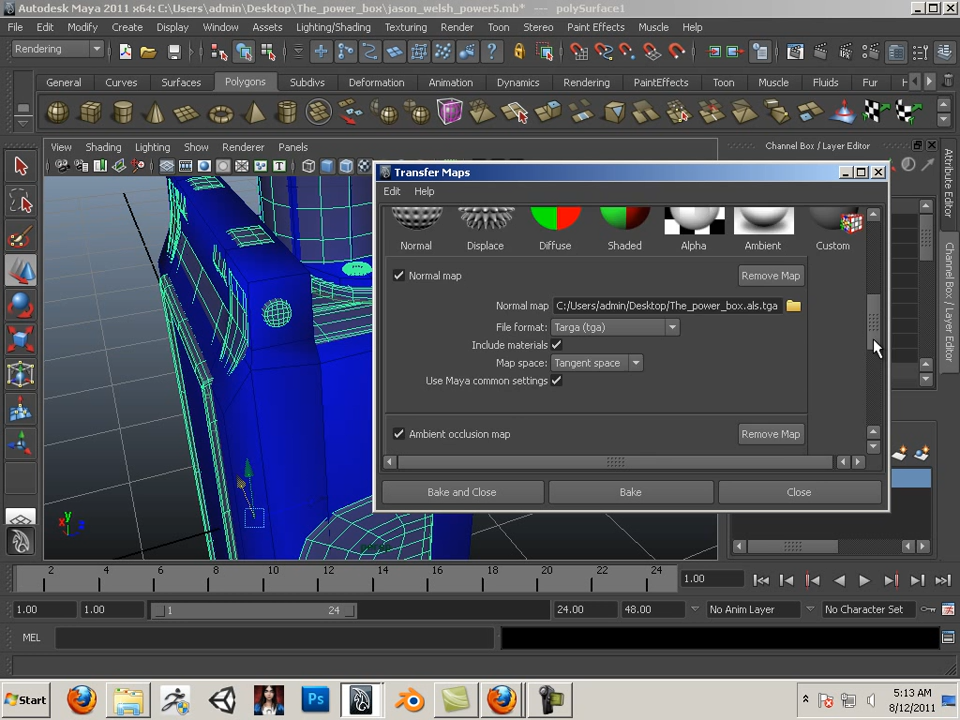 Autodesk Maya 2011 x64: C:\Users\admin\Desktop\The_power_box\jason_welsh_power5.mb* --- polySurface1
File Edit Modify Create Display Window Assets Lighting/Shading Texturing Render Toon Stereo Paint Effects Muscle Help
Rendering
General Curves Surfaces Polygons Subdivs Deformation Animation Dynamics Rendering PaintEffects Toon Muscle Fluids Fur H
View Shading Lighting Show Renderer Panels
Channel Box / Layer Editor
Attribute Editor
Channel Box / Layer Editor
Transfer Maps
Edit Help
Normal Displace Diffuse Shaded Alpha Ambient Custom
Normal map Remove Map
Normal map C:/Users/admin/Desktop/The_power_box.als.tga
File format: Targa (tga)
Include materials
Map space: Tangent space
Use Maya common settings
Ambient occlusion map Remove Map
Bake and Close Bake Close
y
x z
2 4 6 8 10 12 14 16 18 20 22 24 1.00
1.00 1.00 1 24 24.00 48.00 No Anim Layer No Character Set
MEL
Start Ps 5:13 AM
8/12/2011